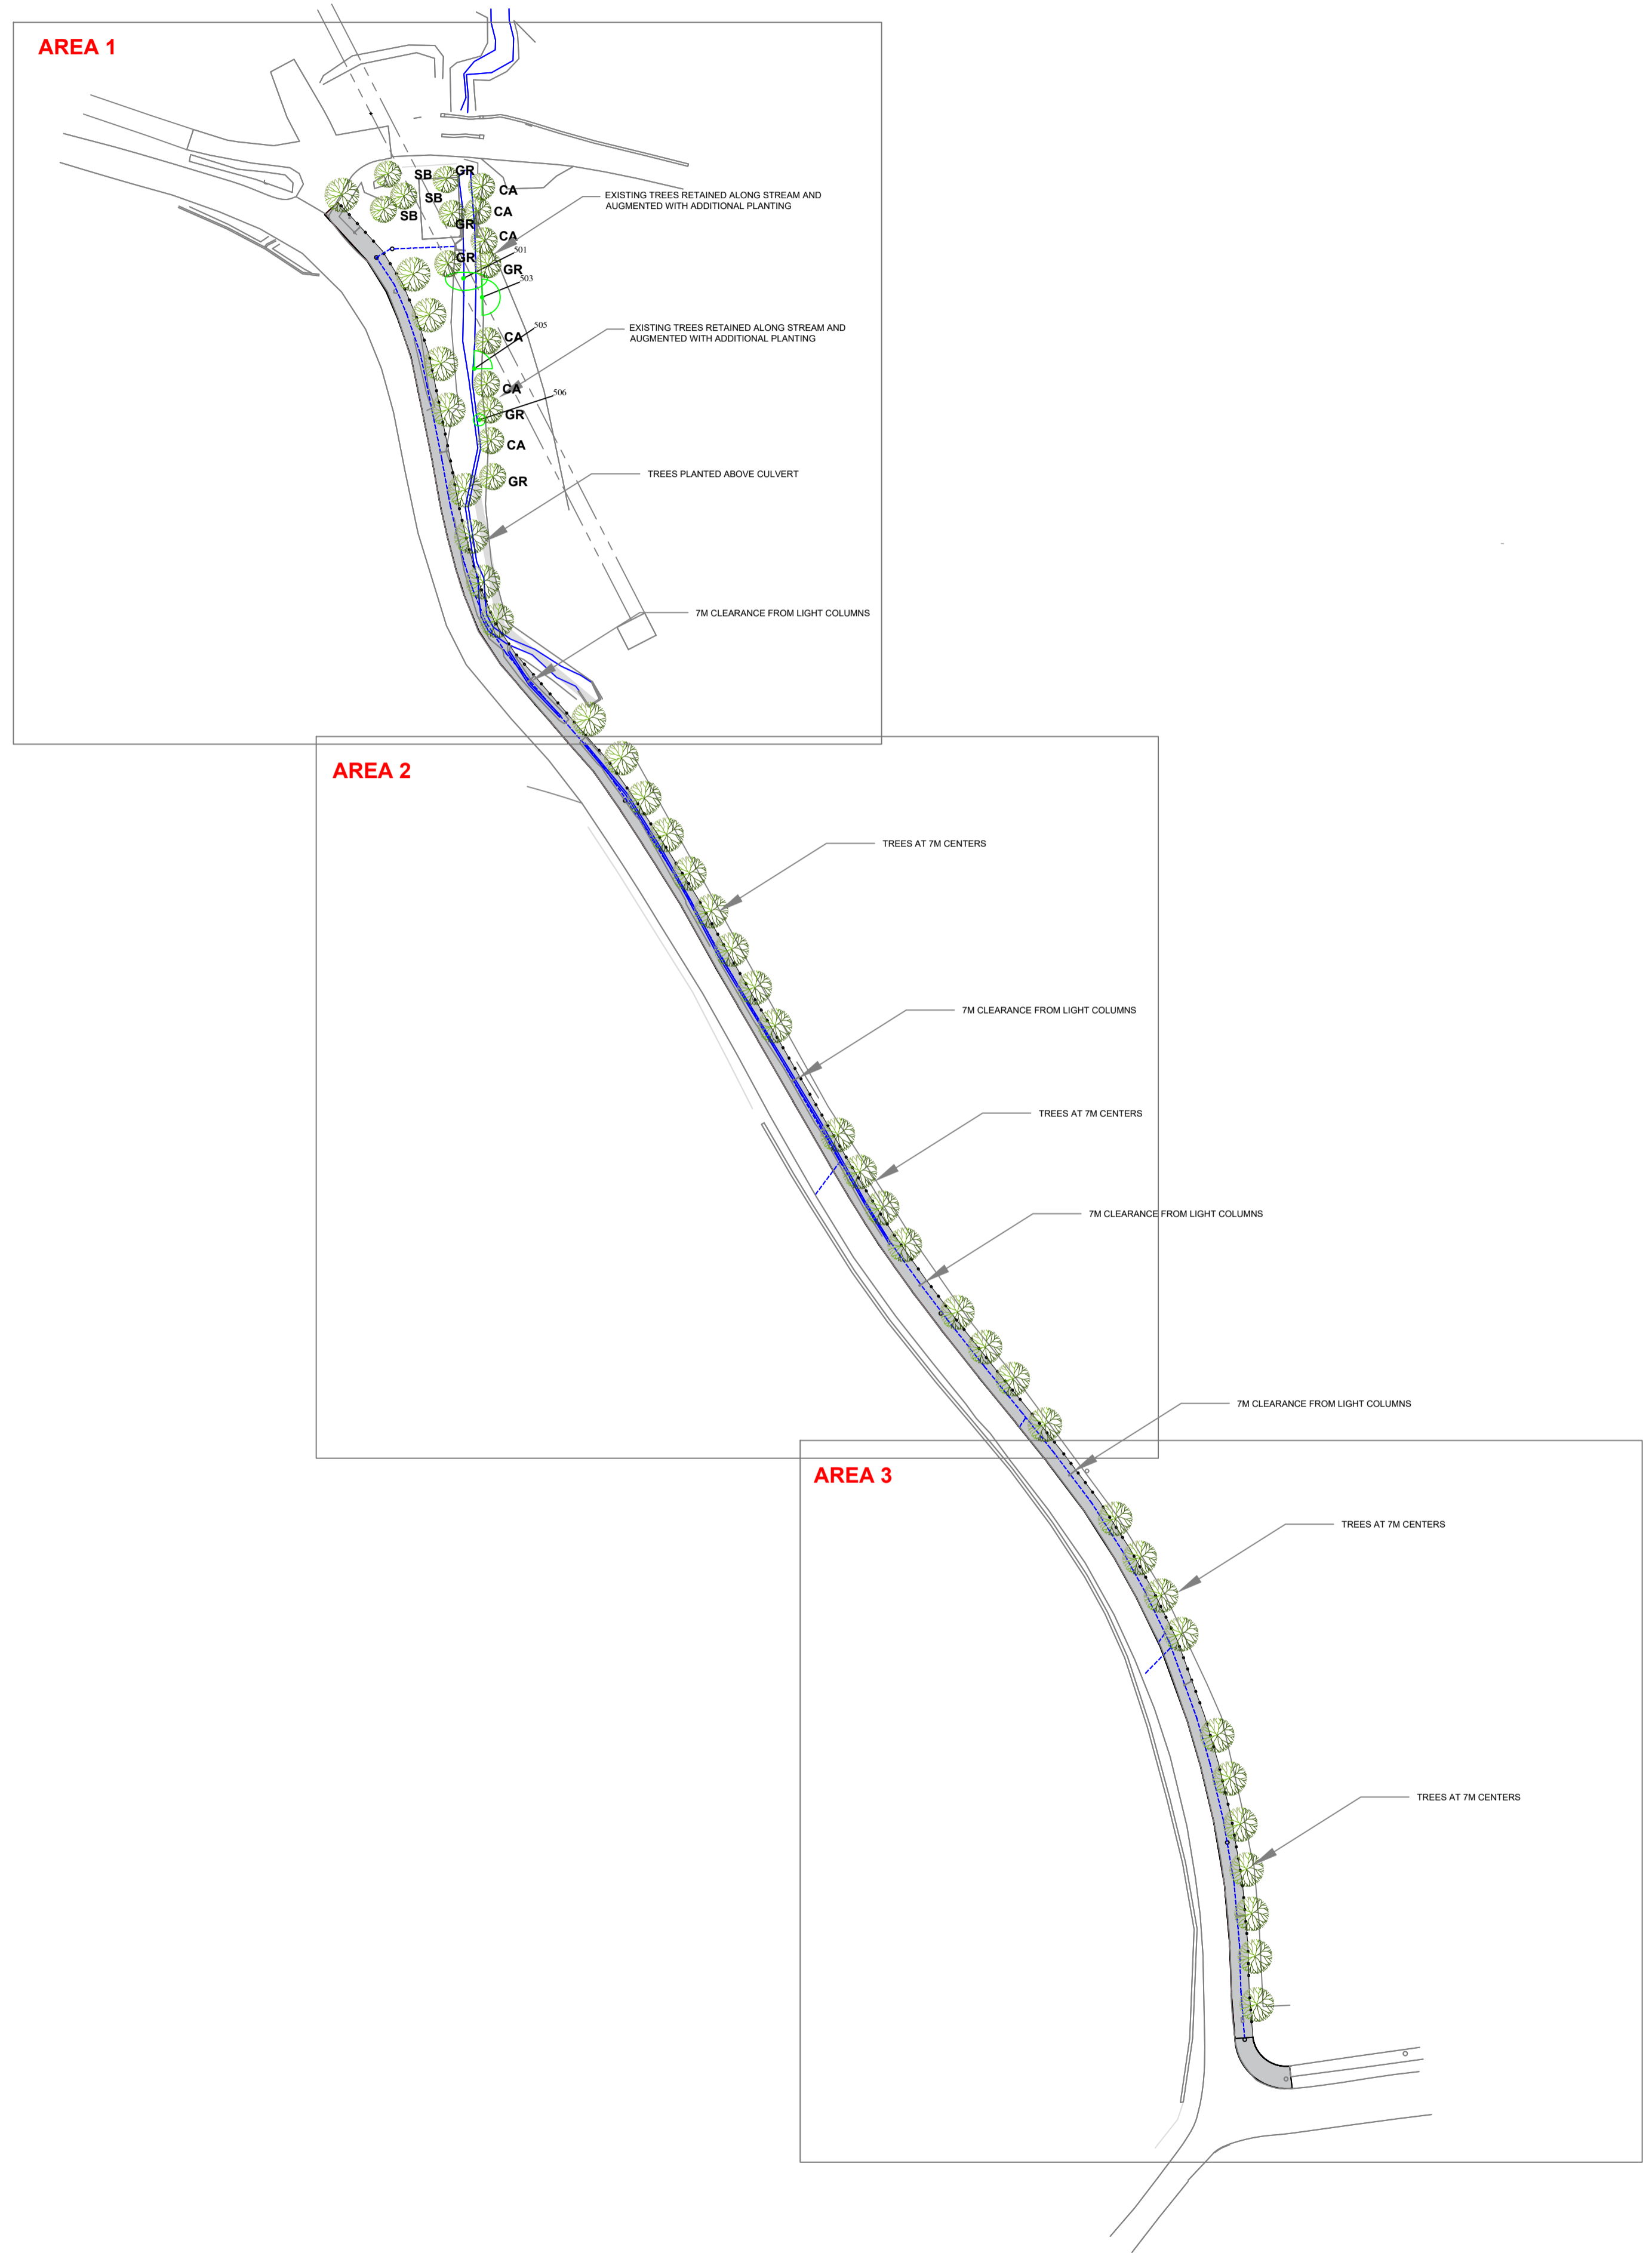 AREA 1
SB
GR
CA
SB
SB
CA
GR
CA
GR
GR
EXISTING TREES RETAINED ALONG STREAM AND
AUGMENTED WITH ADDITIONAL PLANTING
501
503
505
EXISTING TREES RETAINED ALONG STREAM AND
AUGMENTED WITH ADDITIONAL PLANTING
CA
CA
506
GR
CA
GR
TREES PLANTED ABOVE CULVERT
7M CLEARANCE FROM LIGHT COLUMNS
AREA 2
TREES AT 7M CENTERS
7M CLEARANCE FROM LIGHT COLUMNS
TREES AT 7M CENTERS
7M CLEARANCE FROM LIGHT COLUMNS
7M CLEARANCE FROM LIGHT COLUMNS
AREA 3
TREES AT 7M CENTERS
TREES AT 7M CENTERS